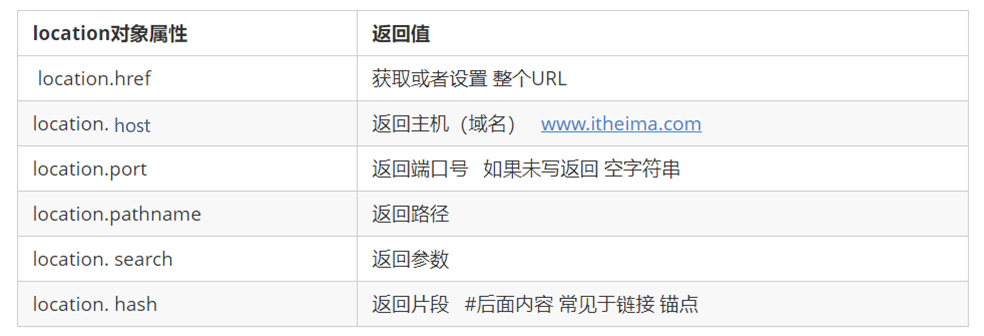 location对象属性 返回值
location.href 获取或者设置 整个URL
location. host 返回主机（域名） www.itheima.com
location.port 返回端口号 如果未写返回 空字符串
location.pathname 返回路径
location. search 返回参数
location. hash 返回片段 #后面内容 常见于链接 锚点